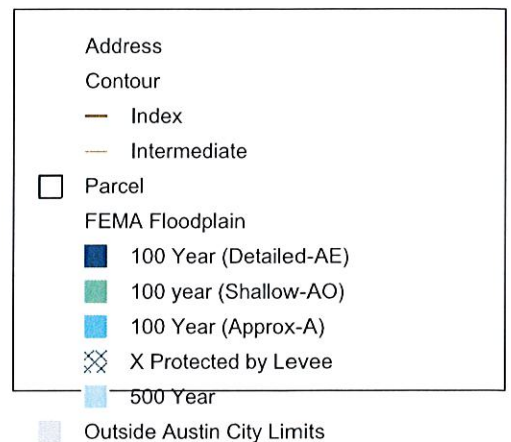 Address
Contour
Index
Intermediate
Parcel
FEMA Floodplain
100 Year (Detailed-AE)
100 year (Shallow-AO)
100 Year (Approx-A)
X Protected by Levee
500 Year
Outside Austin City Limits